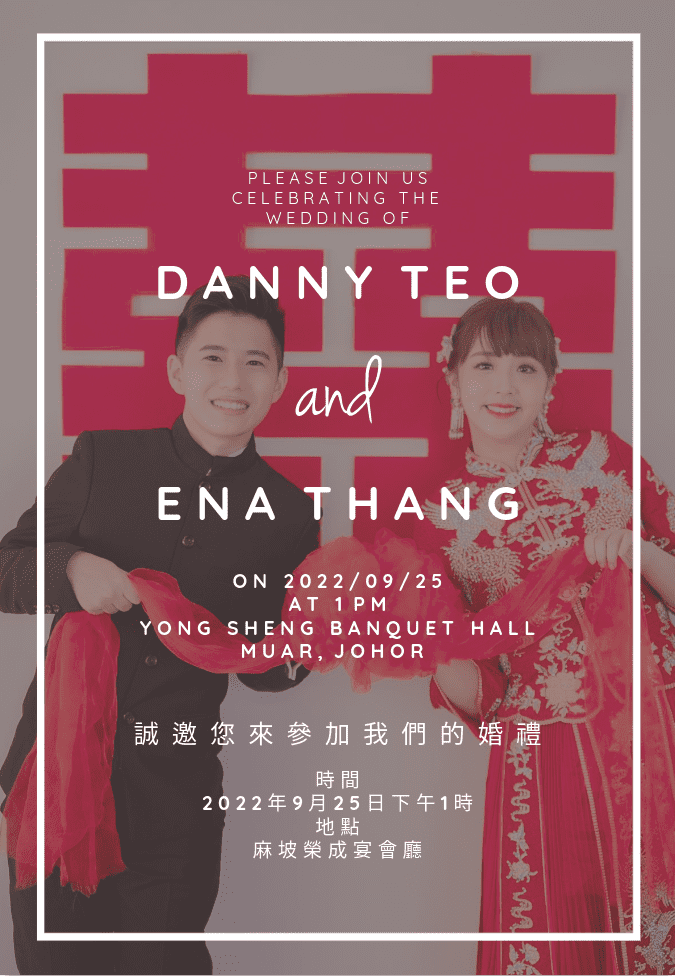 PLEASE JOIN US
CELEBRATING THE
WEDDING OF
DANNY TEO
and
ENA THANG
ON 2022/09/25
AT 1PM
YONG SHENG BANQUET HALL
MUAR, JOHOR
誠邀您來參加我們的婚禮
時間
2022年9月25日下午1時
地點
麻坡榮成宴會廳